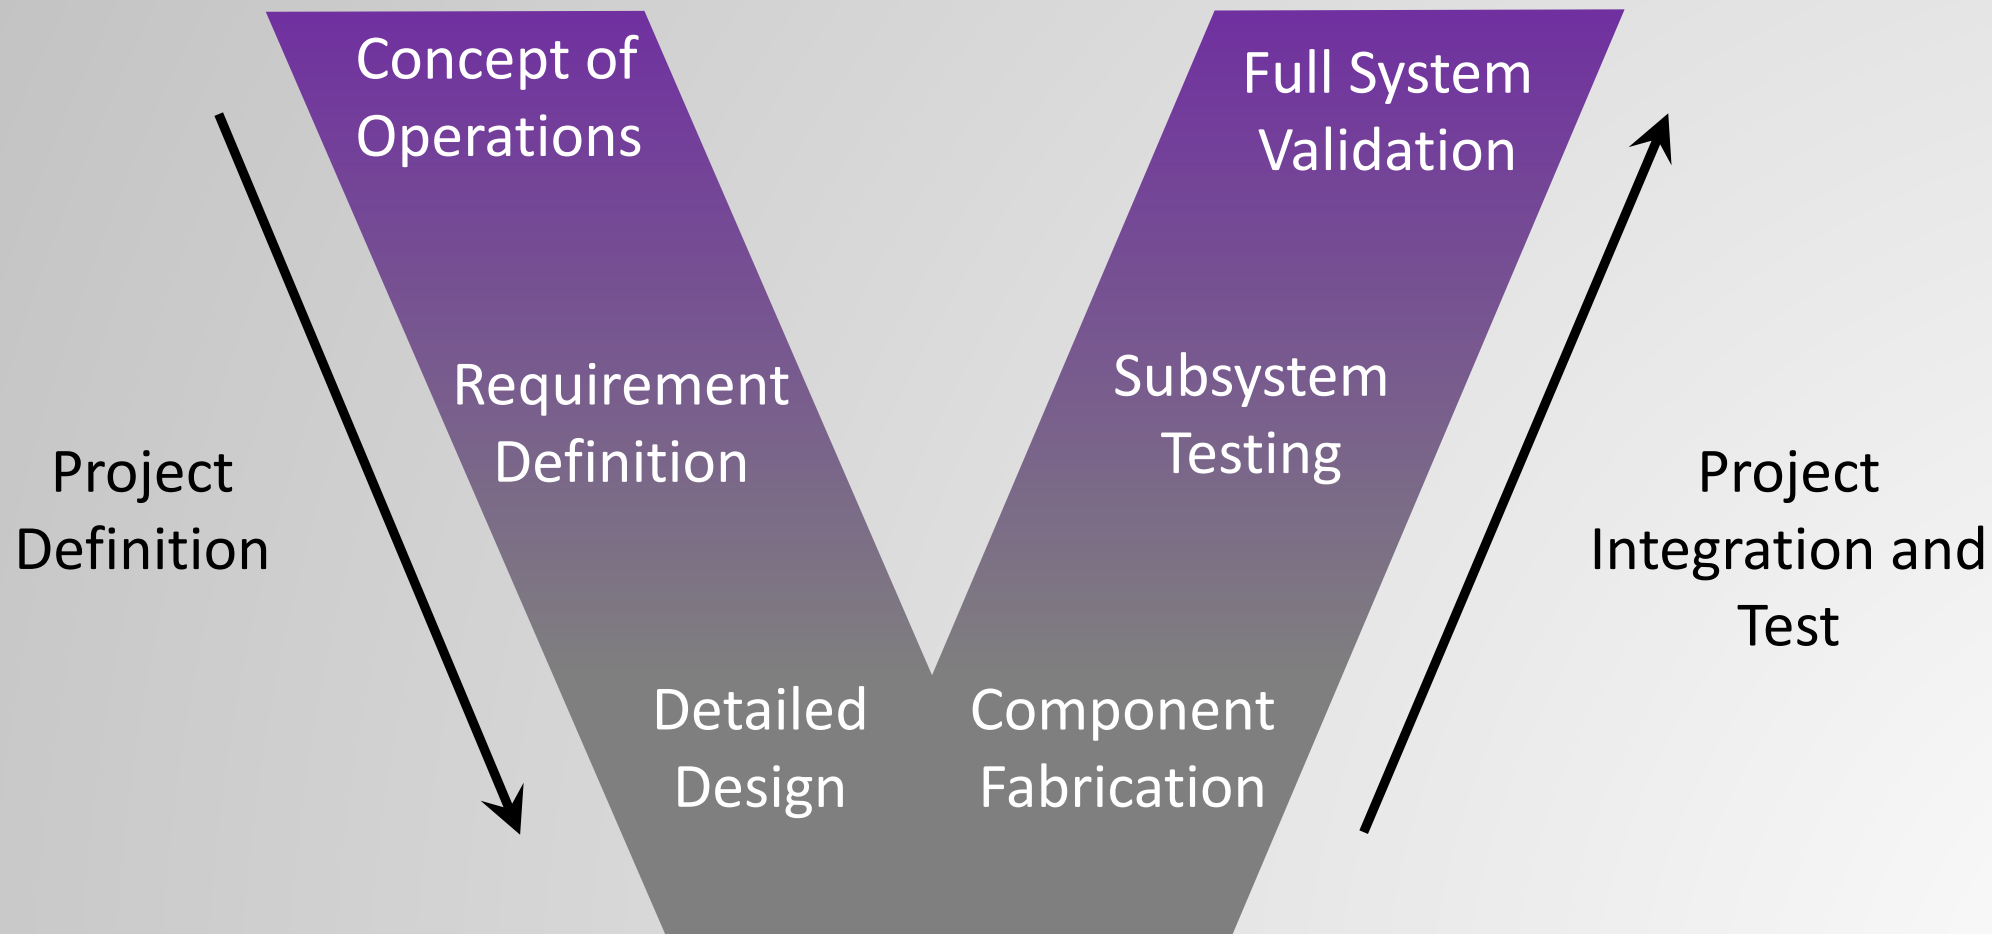 Concept of
Operations
Requirement
Definition
Detailed
Design
Component
Fabrication
Subsystem
Testing
Full System
Validation
Project
Definition
Project
Integration and
Test